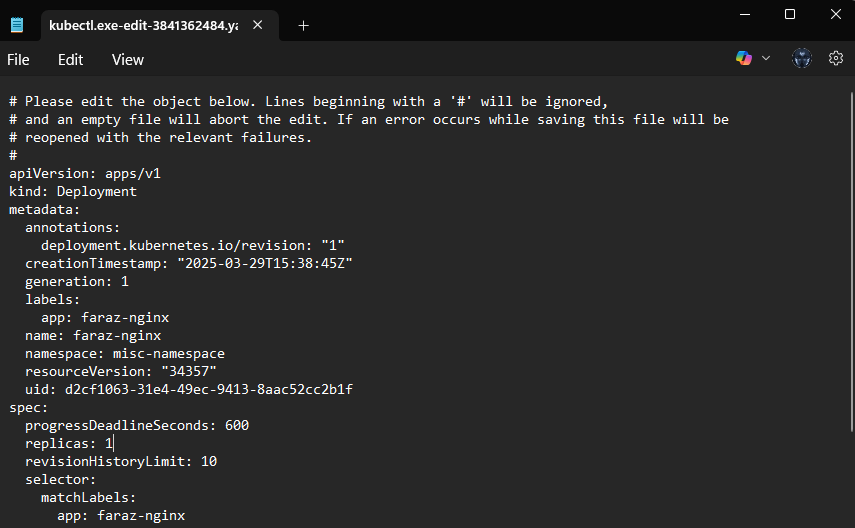 kubectl.exe-edit-3841362484.ya
File Edit View
# Please edit the object below. Lines beginning with a '#' will be ignored,
# and an empty file will abort the edit. If an error occurs while saving this file will be
# reopened with the relevant failures.
#
apiVersion: apps/v1
kind: Deployment
metadata:
  annotations:
    deployment.kubernetes.io/revision: "1"
  creationTimestamp: "2025-03-29T15:38:45Z"
  generation: 1
  labels:
    app: faraz-nginx
  name: faraz-nginx
  namespace: misc-namespace
  resourceVersion: "34357"
  uid: d2cf1063-31e4-49ec-9413-8aac52cc2b1f
spec:
  progressDeadlineSeconds: 600
  replicas: 1
  revisionHistoryLimit: 10
  selector:
    matchLabels:
      app: faraz-nginx